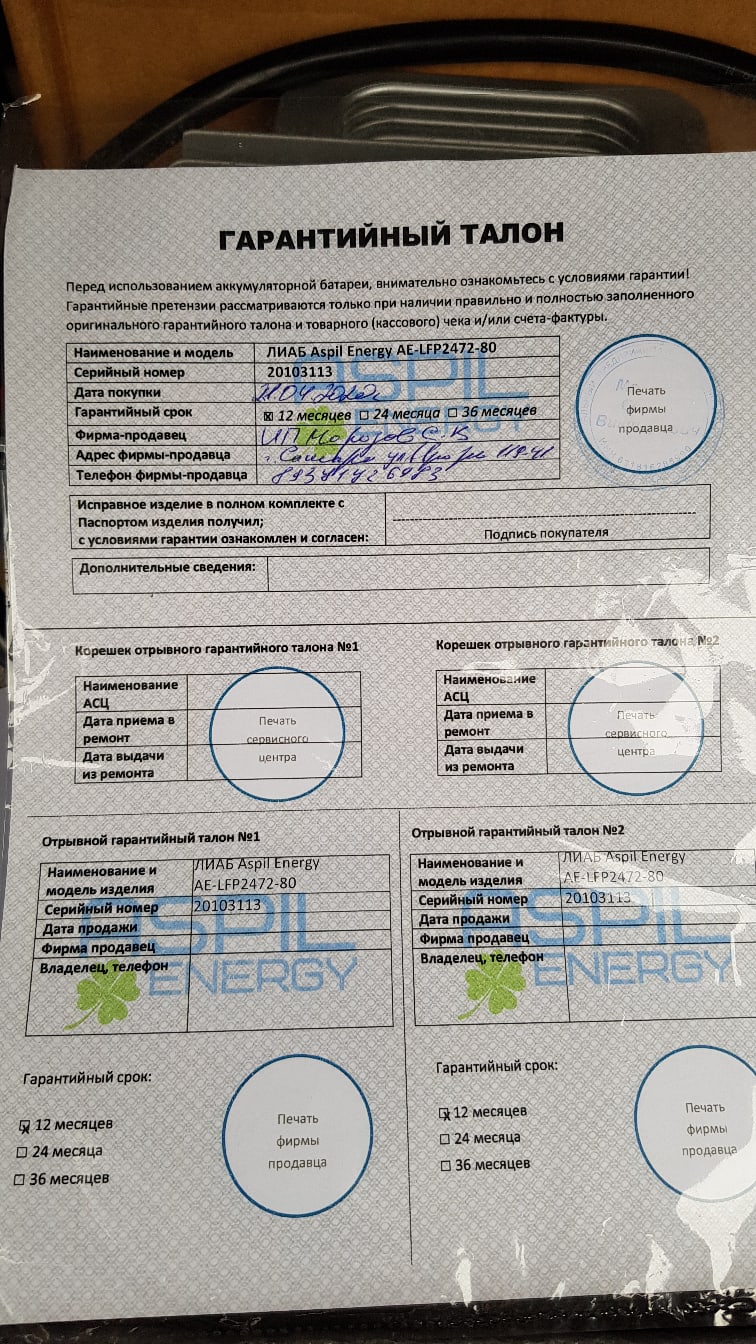 ГАРАНТИЙНЫЙ ТАЛОН
Перед использованием аккумуляторной батареи, внимательно ознакомьтесь с условиями гарантии!
Гарантийные претензии рассматриваются только при наличии правильно и полностью заполненного
оригинального гарантийного талона и товарного (кассового) чека и/или счета-фактуры.
Наименование и модель ЛИАБ Aspil Energy AE-LFP2472-80
Серийный номер 20103113
Дата покупки
Гарантийный срок 12 месяцев 24 месяца 36 месяцев
Фирма-продавец ИП Морозов С.В
Адрес фирмы-продавца г. Самара ул
Телефон фирмы-продавца
Печать
фирмы
продавца
Исправное изделие в полном комплекте с
Паспортом изделия получил;
с условиями гарантии ознакомлен и согласен:
Подпись покупателя
Дополнительные сведения:
Корешок отрывного гарантийного талона №1
Наименование
АСЦ
Дата приема в
ремонт
Дата выдачи
из ремонта
Печать
сервисного
центра
Корешок отрывного гарантийного талона №2
Наименование
АСЦ
Дата приема в
ремонт
Дата выдачи
из ремонта
Печать
сервисного
центра
Отрывной гарантийный талон №1
Наименование и
модель изделия
ЛИАБ Aspil Energy
AE-LFP2472-80
Серийный номер 20103113
Дата продажи
Фирма продавец
Владелец, телефон
ASPIL
ENERGY
Гарантийный срок:
12 месяцев
24 месяца
36 месяцев
Печать
фирмы
продавца
Отрывной гарантийный талон №2
Наименование и
модель изделия
ЛИАБ Aspil Energy
AE-LFP2472-80
Серийный номер 20103113
Дата продажи
Фирма продавец
Владелец, телефон
ASPIL
ENERGY
Гарантийный срок:
12 месяцев
24 месяца
36 месяцев
Печать
фирмы
продавца